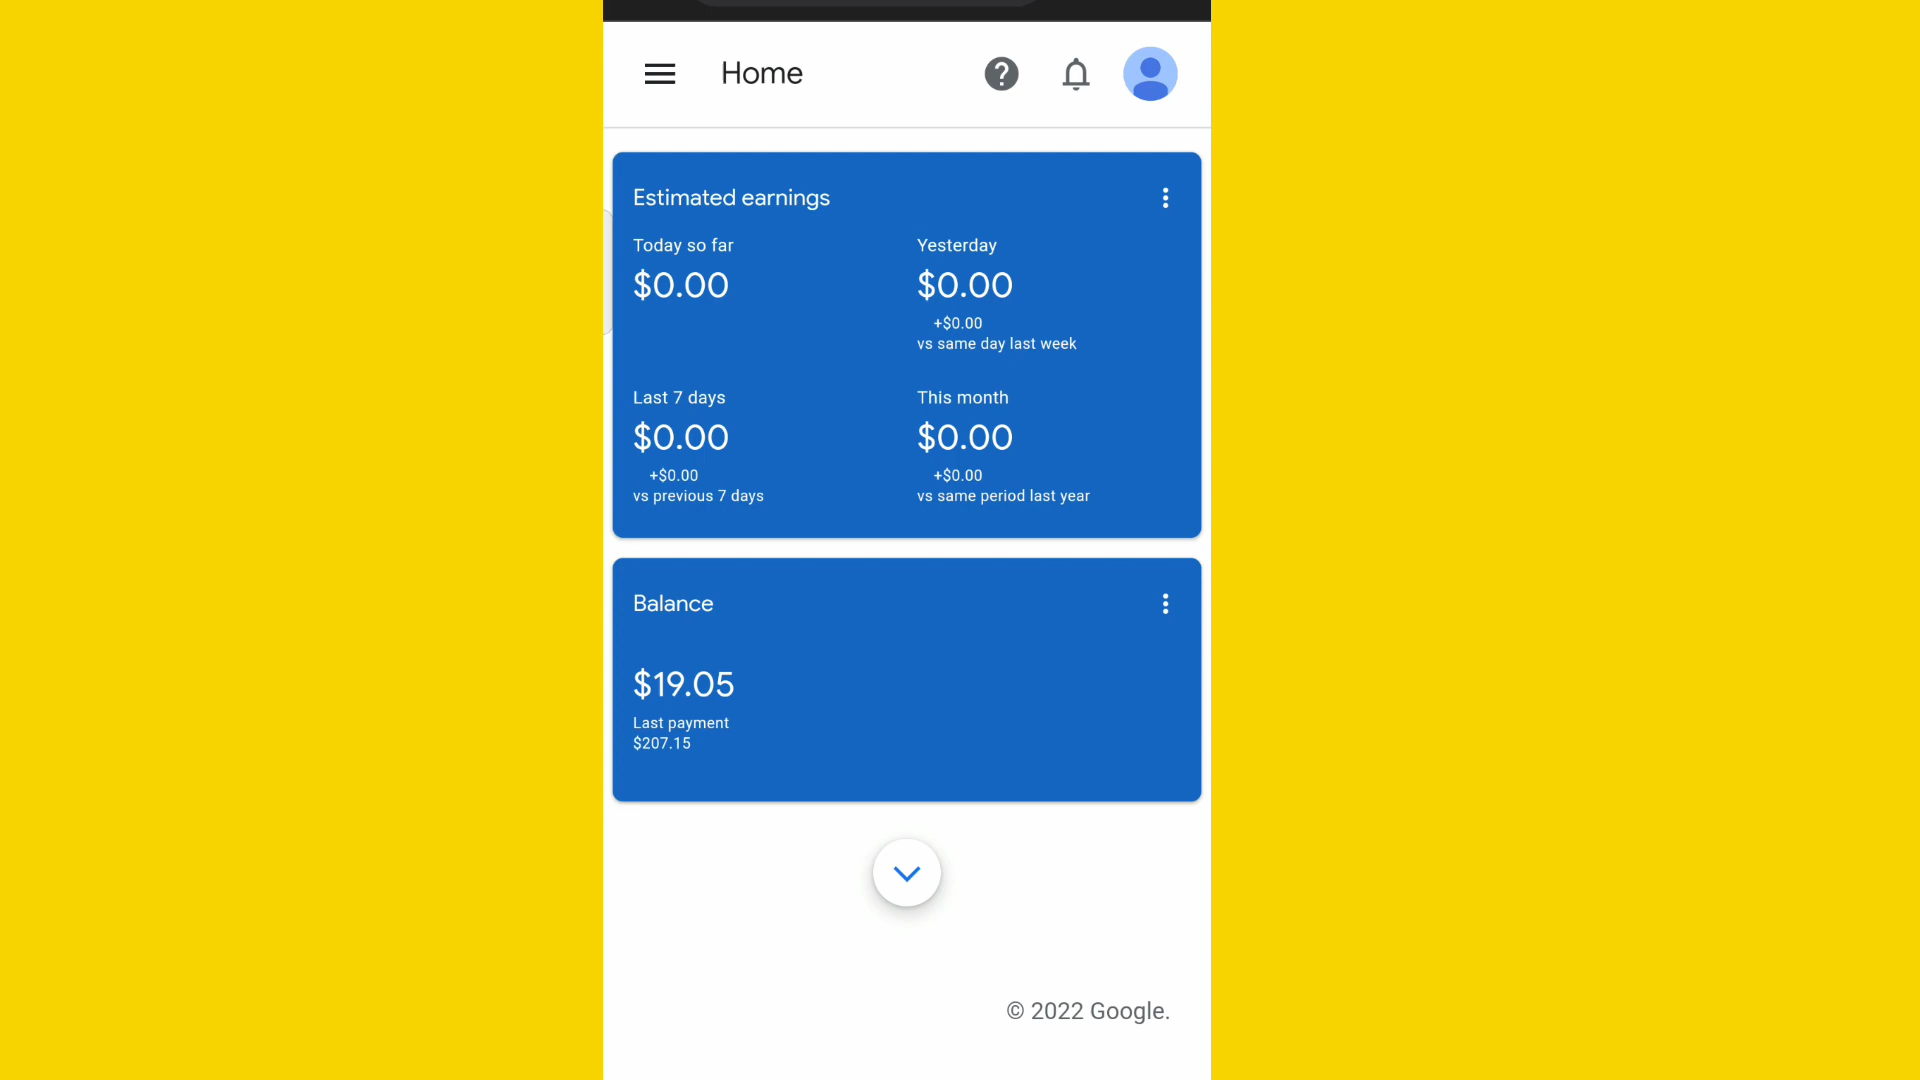 Home
Estimated earnings
Today so far
$0.00
Yesterday
$0.00
+$0.00
vs same day last week
Last 7 days
$0.00
+$0.00
vs previous 7 days
This month
$0.00
+$0.00
vs same period last year
Balance
$19.05
Last payment
$207.15
© 2022 Google.